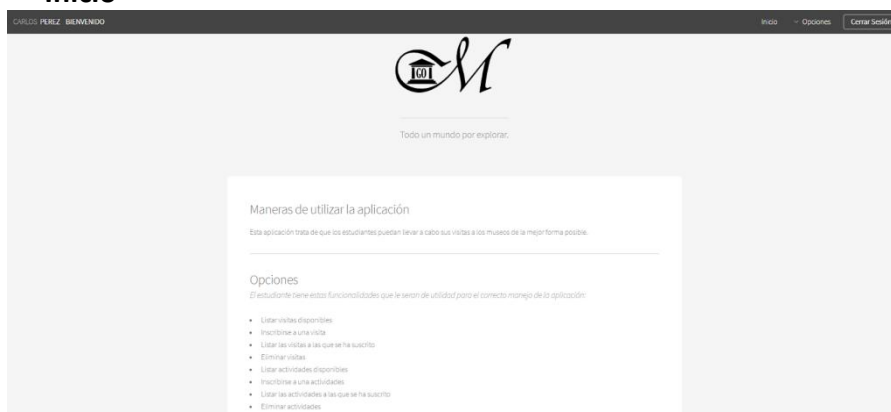 Inicio
CARLOS PEREZ BIENVENIDO
Inicio
Opciones
Cerrar Sesión
GO M
Todo un mundo por explorar.
Maneras de utilizar la aplicación
Esta aplicación trata de que los estudiantes puedan llevar a cabo sus visitas a los museos de la mejor forma posible.
Opciones
El estudiante tiene estas funcionalidades que le seran de utilidad para el correcto manejo de la aplicación:
Listar visitas disponibles
Inscribirse a una visita
Listar las visitas a las que se ha suscrito
Eliminar visitas
Listar actividades disponibles
Inscribirse a una actividades
Listar las actividades a las que se ha suscrito
Eliminar actividades